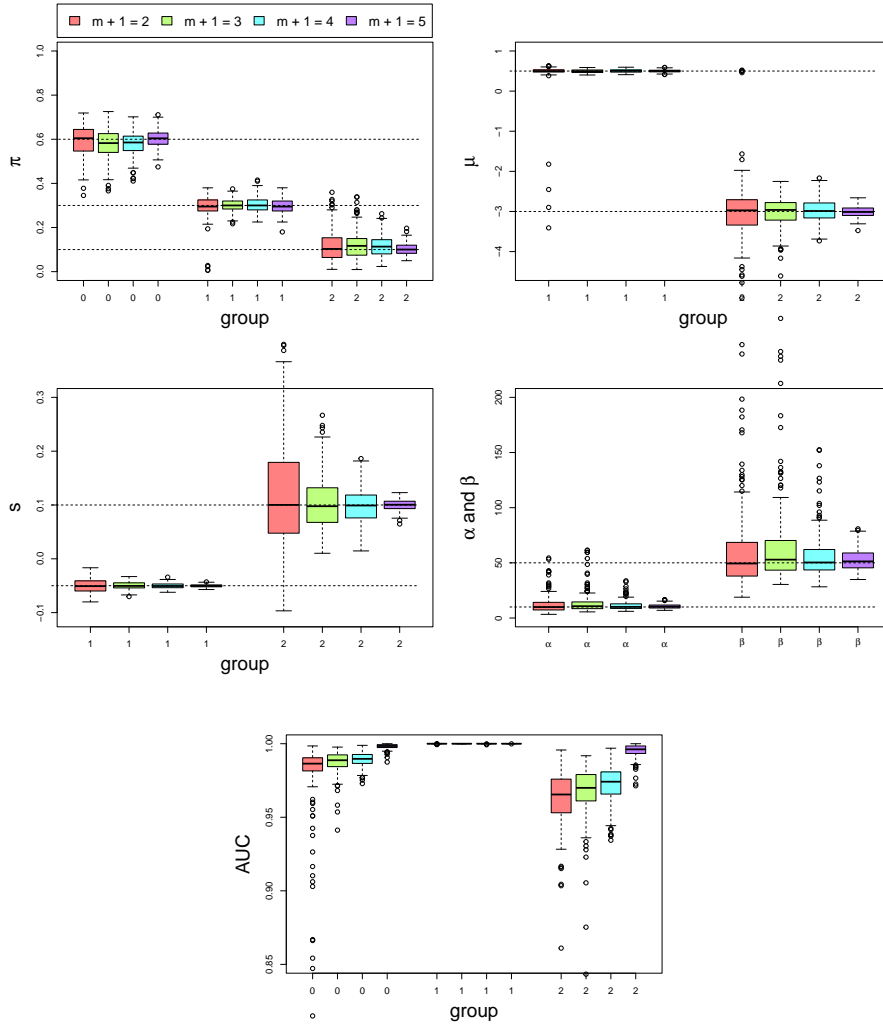 m + 1 = 2 m + 1 = 3 m + 1 = 4 m + 1 = 5
π
0.0 0.2 0.4 0.6 0.8 1.0
0 0 0 0 1 1 1 1 2 2 2 2
group
μ
−4 −3 −2 −1 0 1
1 1 1 1 2 2 2 2
group
s
−0.1 0.0 0.1 0.2 0.3
1 1 1 1 2 2 2 2
group
α and β
0 50 100 150 200
α α α α β β β β
AUC
0.85 0.90 0.95 1.00
0 0 0 0 1 1 1 1 2 2 2 2
group